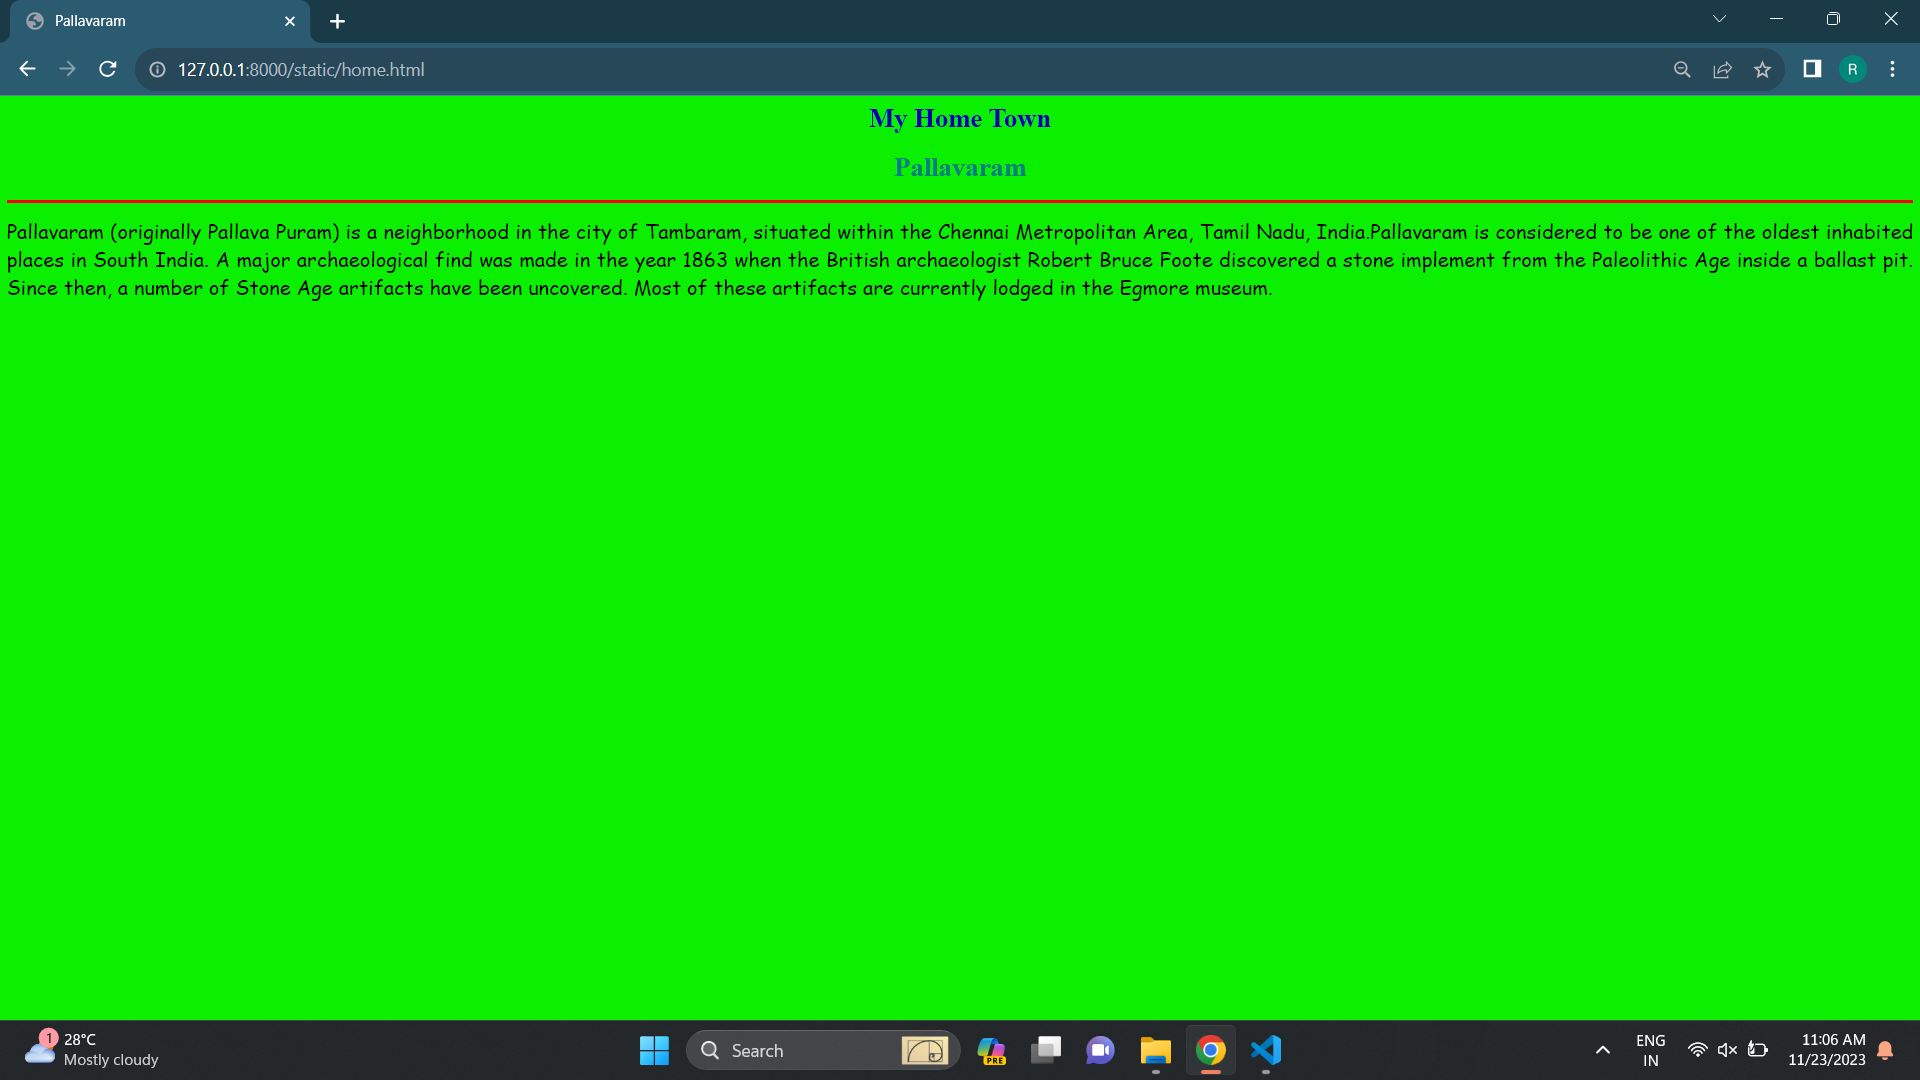 Pallavaram
127.0.0.1:8000/static/home.html
R
My Home Town
Pallavaram
Pallavaram (originally Pallava Puram) is a neighborhood in the city of Tambaram, situated within the Chennai Metropolitan Area, Tamil Nadu, India.Pallavaram is considered to be one of the oldest inhabited
places in South India. A major archaeological find was made in the year 1863 when the British archaeologist Robert Bruce Foote discovered a stone implement from the Paleolithic Age inside a ballast pit.
Since then, a number of Stone Age artifacts have been uncovered. Most of these artifacts are currently lodged in the Egmore museum.
1
28°C
Mostly cloudy
Search
PRE
ENG
IN
11:06 AM
11/23/2023